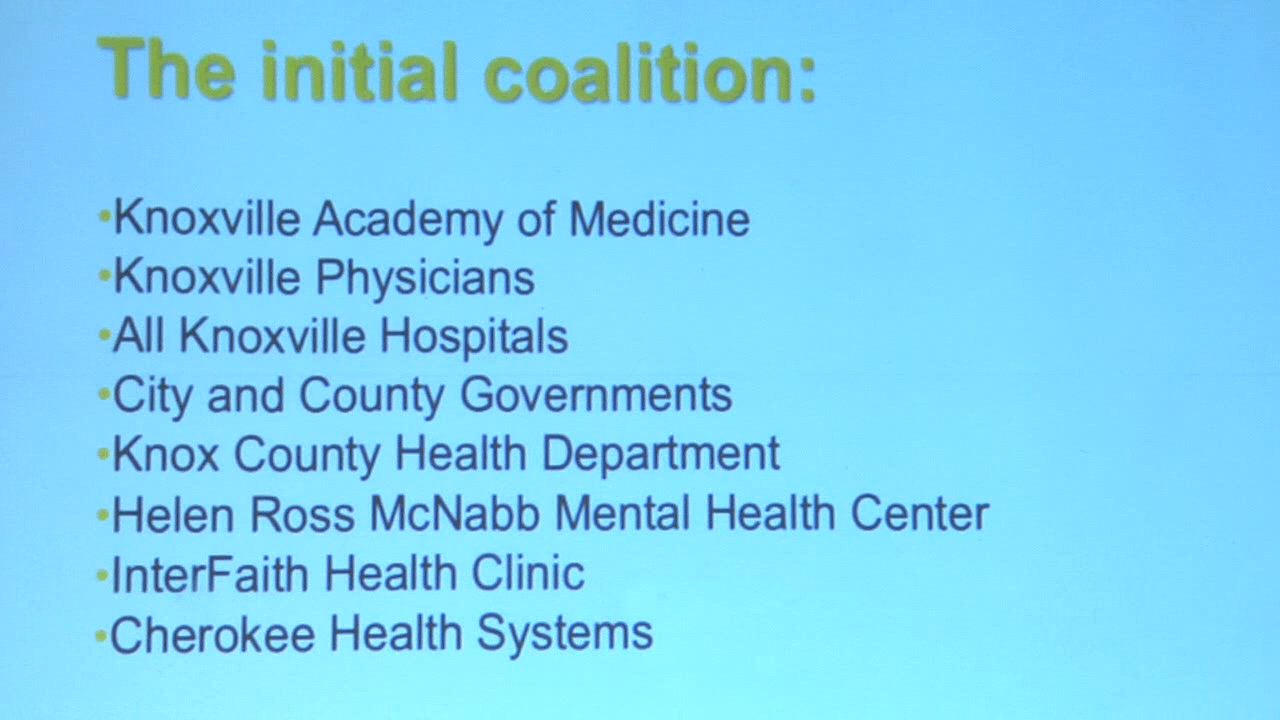 The initial coalition:
•Knoxville Academy of Medicine
•Knoxville Physicians
•All Knoxville Hospitals
•City and County Governments
•Knox County Health Department
•Helen Ross McNabb Mental Health Center
•InterFaith Health Clinic
•Cherokee Health Systems